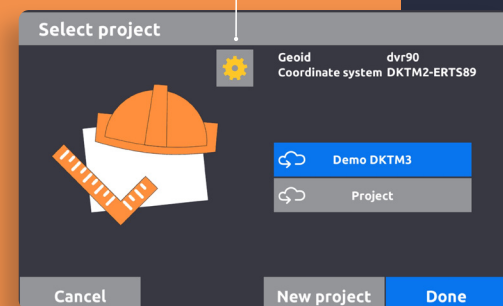 Select project
Geoid dvr90
Coordinate system DKTM2-ERTS89
Demo DKTM3
Project
Cancel
New project
Done